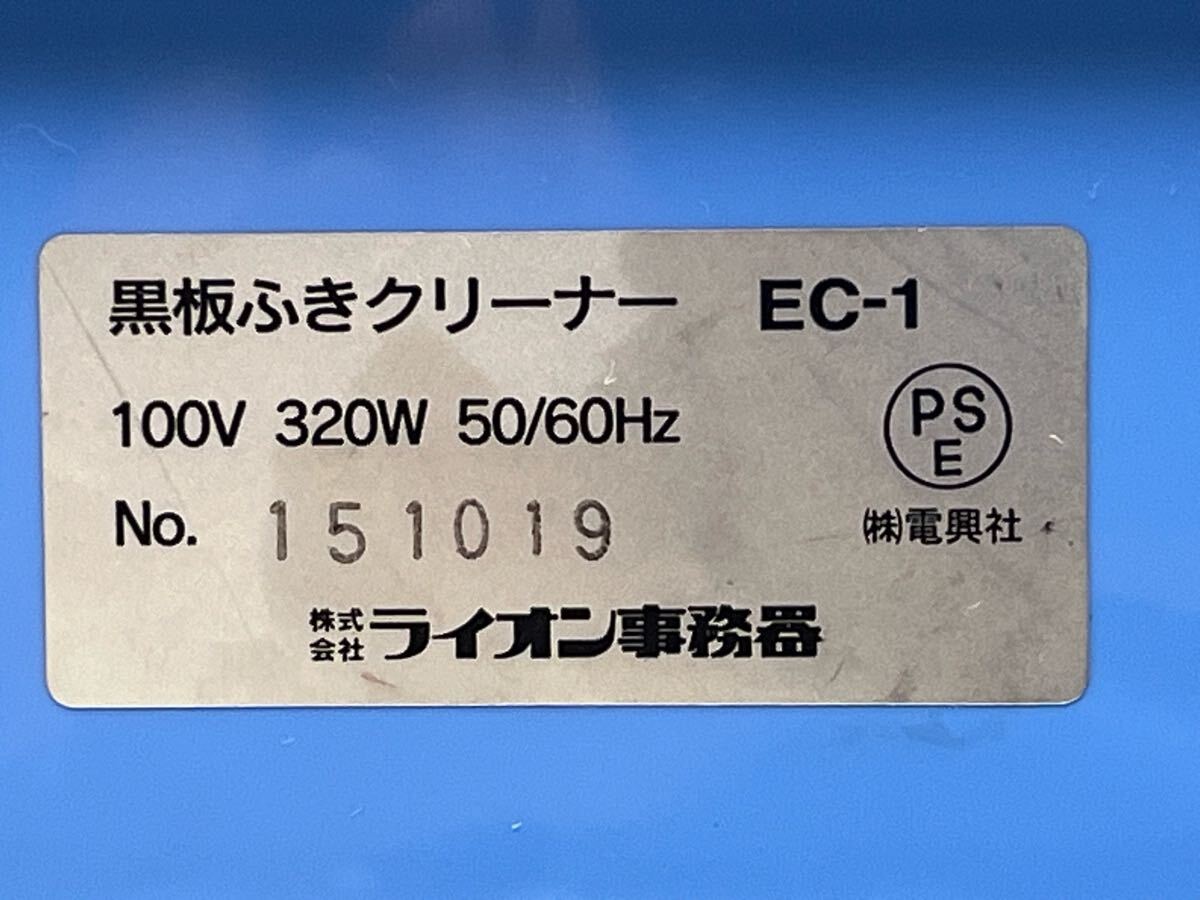 黒板ふきクリーナー EC-1
100V 320W 50/60Hz
PS
E
No. 151019
㈱電興社
株式会社ライオン事務器